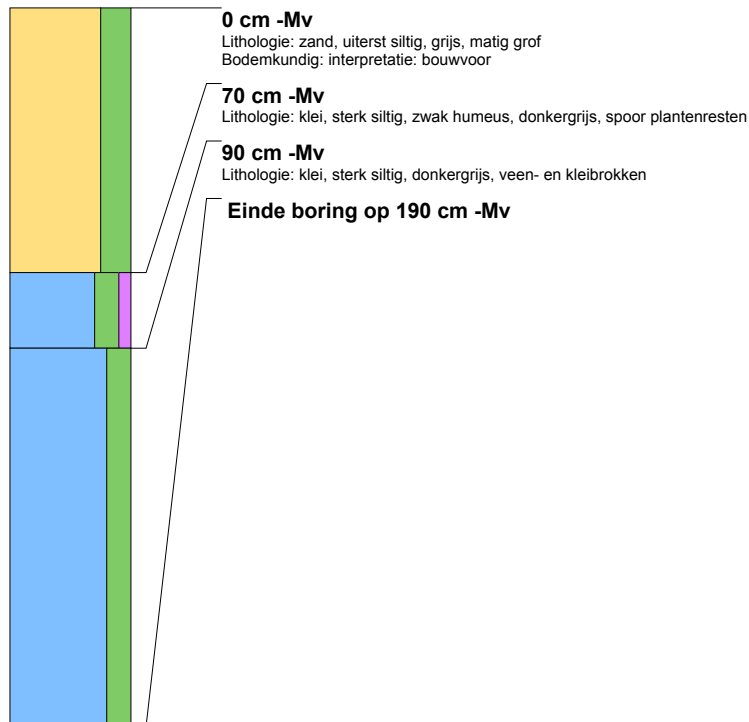 0 cm -Mv
Lithologie: zand, uiterst siltig, grijs, matig grof
Bodemkundig: interpretatie: bouwvoor
70 cm -Mv
Lithologie: klei, sterk siltig, zwak humeus, donkergrijs, spoor plantenresten
90 cm -Mv
Lithologie: klei, sterk siltig, donkergrijs, veen- en kleibrokken
Einde boring op 190 cm -Mv